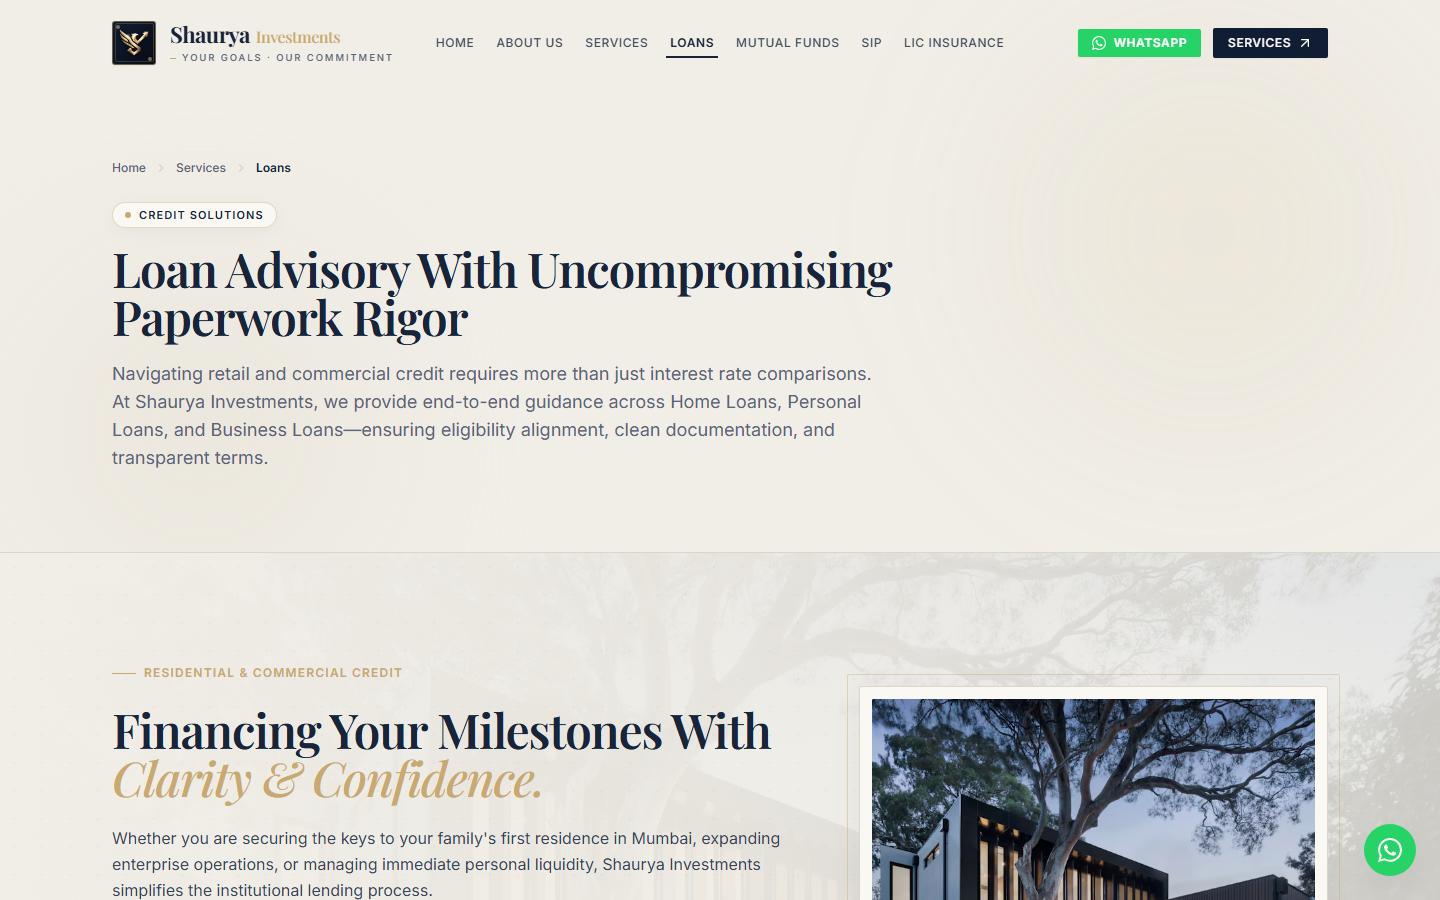 Shaurya Investments
YOUR GOALS · OUR COMMITMENT
HOME
ABOUT US
SERVICES
LOANS
MUTUAL FUNDS
SIP
LIC INSURANCE
WHATSAPP
SERVICES
Home
Services
Loans
CREDIT SOLUTIONS
Loan Advisory With Uncompromising
Paperwork Rigor
Navigating retail and commercial credit requires more than just interest rate comparisons.
At Shaurya Investments, we provide end-to-end guidance across Home Loans, Personal
Loans, and Business Loans—ensuring eligibility alignment, clean documentation, and
transparent terms.
RESIDENTIAL & COMMERCIAL CREDIT
Financing Your Milestones With
Clarity & Confidence.
Whether you are securing the keys to your family's first residence in Mumbai, expanding
enterprise operations, or managing immediate personal liquidity, Shaurya Investments
simplifies the institutional lending process.